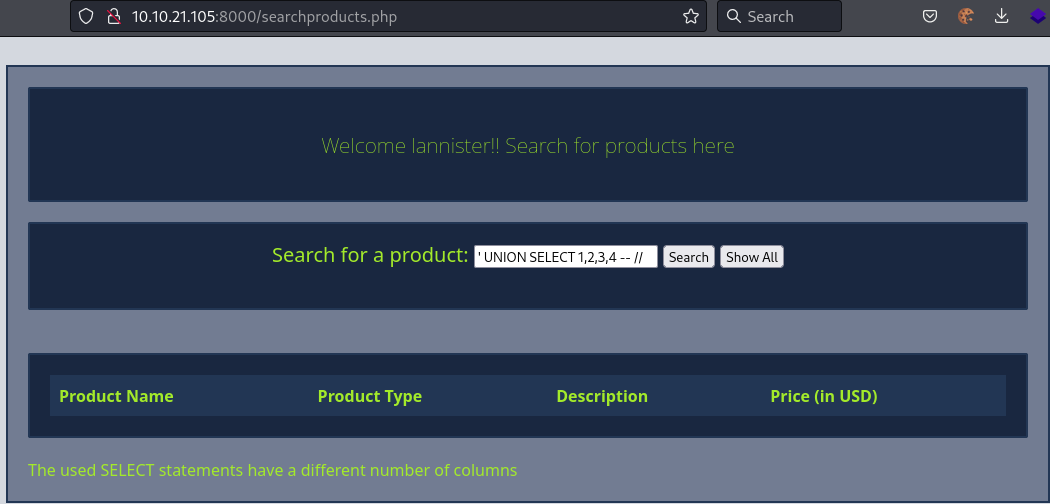 10.10.21.105:8000/searchproducts.php Search
Welcome lannister!! Search for products here
Search for a product: ' UNION SELECT 1,2,3,4 -- // Search Show All
Product Name Product Type Description Price (in USD)
The used SELECT statements have a different number of columns